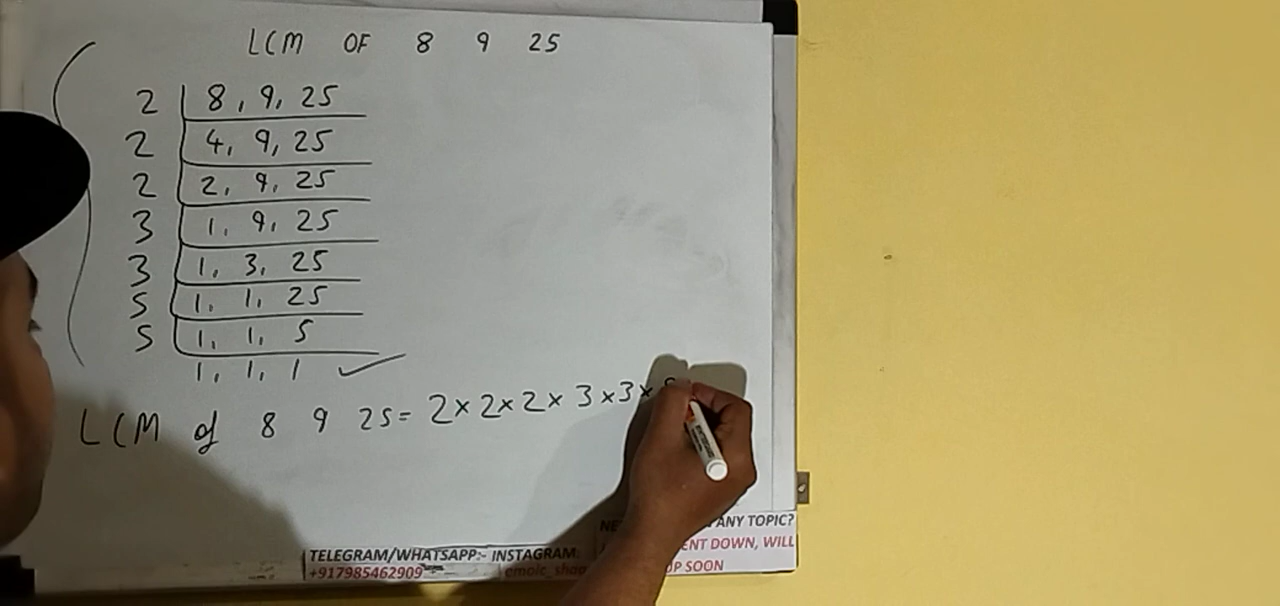 LCM OF 8 9 25
2 | 8, 9, 25
2 | 4, 9, 25
2 | 2, 9, 25
3 | 1, 9, 25
3 | 1, 3, 25
5 | 1, 1, 25
5 | 1, 1, 5
1, 1, 1 ✓
LCM of 8 9 25 = 2 × 2 × 2 × 3 × 3 ×
ANY TOPIC?
DOWN, WILL
SOON
TELEGRAM/WHATSAPP:- INSTAGRAM:
+917985462909